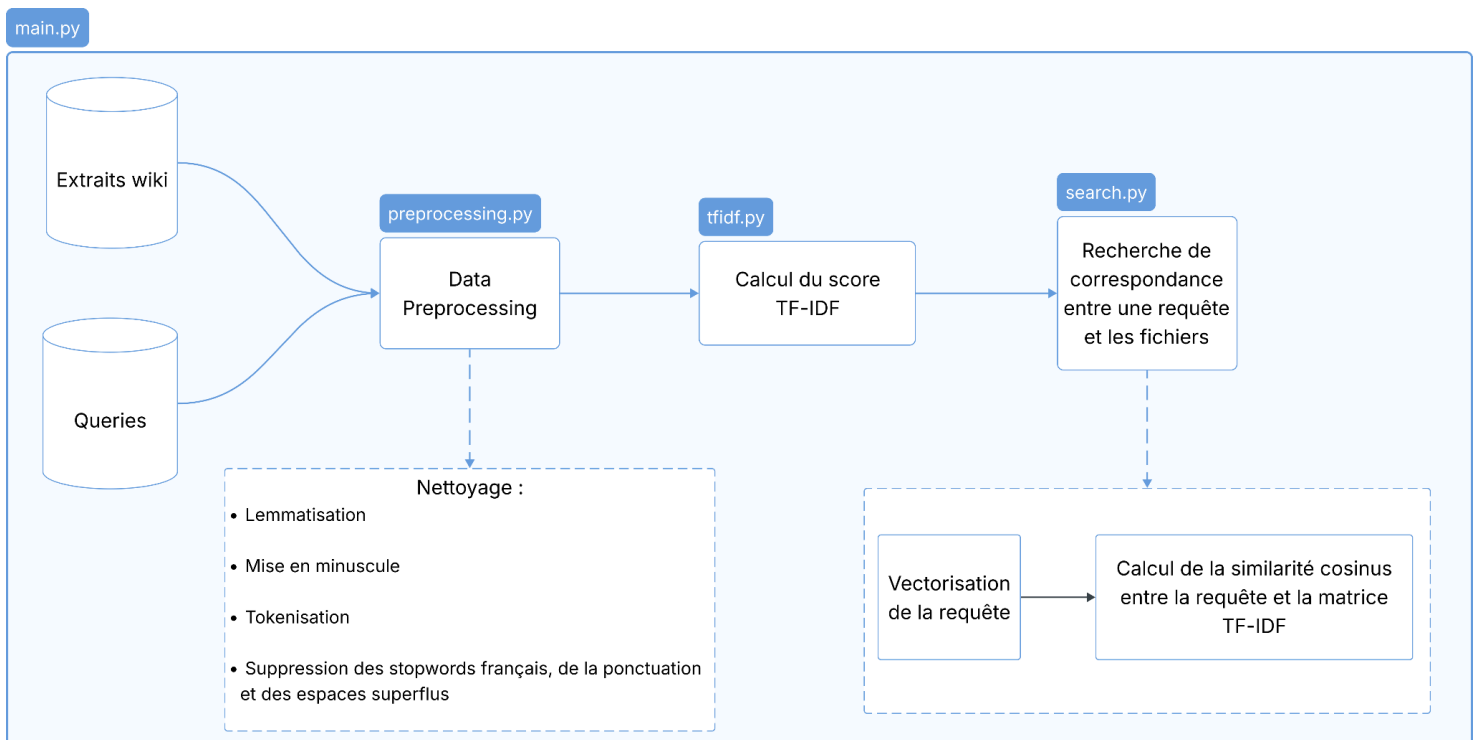 main.py
Extraits wiki
Queries
preprocessing.py
Data
Preprocessing
tfidf.py
Calcul du score
TF-IDF
search.py
Recherche de
correspondance
entre une requête
et les fichiers
Nettoyage :
• Lemmatisation
• Mise en minuscule
• Tokenisation
• Suppression des stopwords français, de la ponctuation
et des espaces superflus
Vectorisation
de la requête
Calcul de la similarité cosinus
entre la requête et la matrice
TF-IDF